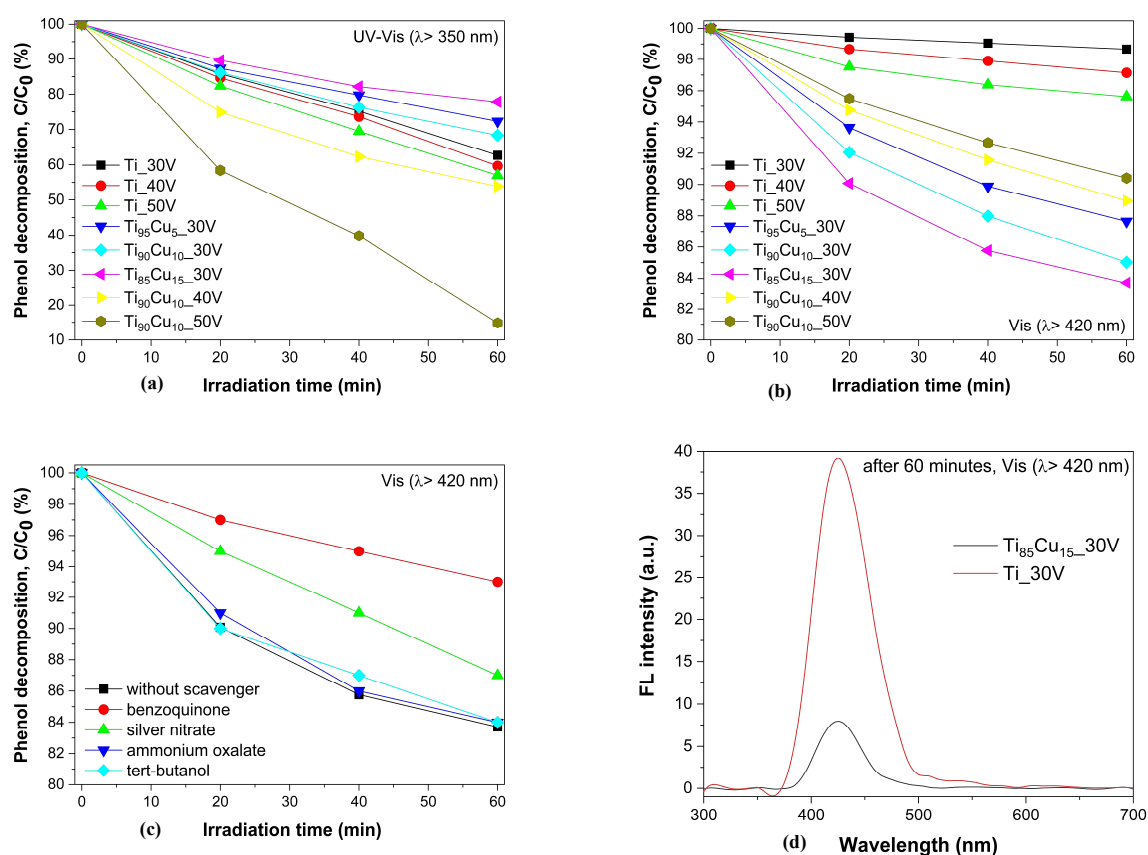 UV-Vis (λ> 350 nm)
Phenol decomposition, C/C₀ (%)
100
90
80
70
60
50
40
30
20
10
Ti_30V
Ti_40V
Ti_50V
Ti₉₅Cu₅_30V
Ti₉₀Cu₁₀_30V
Ti₈₅Cu₁₅_30V
Ti₉₀Cu₁₀_40V
Ti₉₀Cu₁₀_50V
0 10 20 30 40 50 60
(a) Irradiation time (min)
Phenol decomposition, C/C₀ (%)
100
98
96
94
92
90
88
86
84
82
80
Ti_30V
Ti_40V
Ti_50V
Ti₉₅Cu₅_30V
Ti₉₀Cu₁₀_30V
Ti₈₅Cu₁₅_30V
Ti₉₀Cu₁₀_40V
Ti₉₀Cu₁₀_50V
Vis (λ> 420 nm)
0 10 20 30 40 50 60
(b) Irradiation time (min)
Vis (λ> 420 nm)
Phenol decomposition, C/C₀ (%)
100
98
96
94
92
90
88
86
84
82
80
without scavenger
benzoquinone
silver nitrate
ammonium oxalate
tert-butanol
0 10 20 30 40 50 60
(c) Irradiation time (min)
after 60 minutes, Vis (λ> 420 nm)
FL intensity (a.u.)
40
35
30
25
20
15
10
5
0
Ti₈₅Cu₁₅_30V
Ti_30V
300 400 500 600 700
(d) Wavelength (nm)